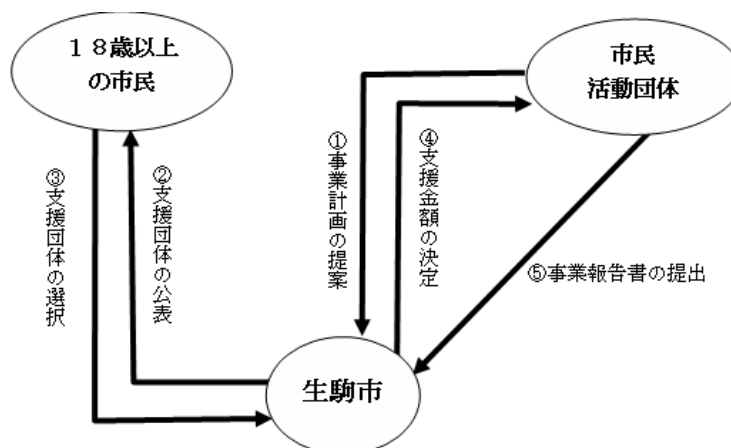 １８歳以上
の市民
市民
活動団体
①事業計画の提案
④支援金額の決定
③支援団体の選択
②支援団体の公表
⑤事業報告書の提出
生駒市